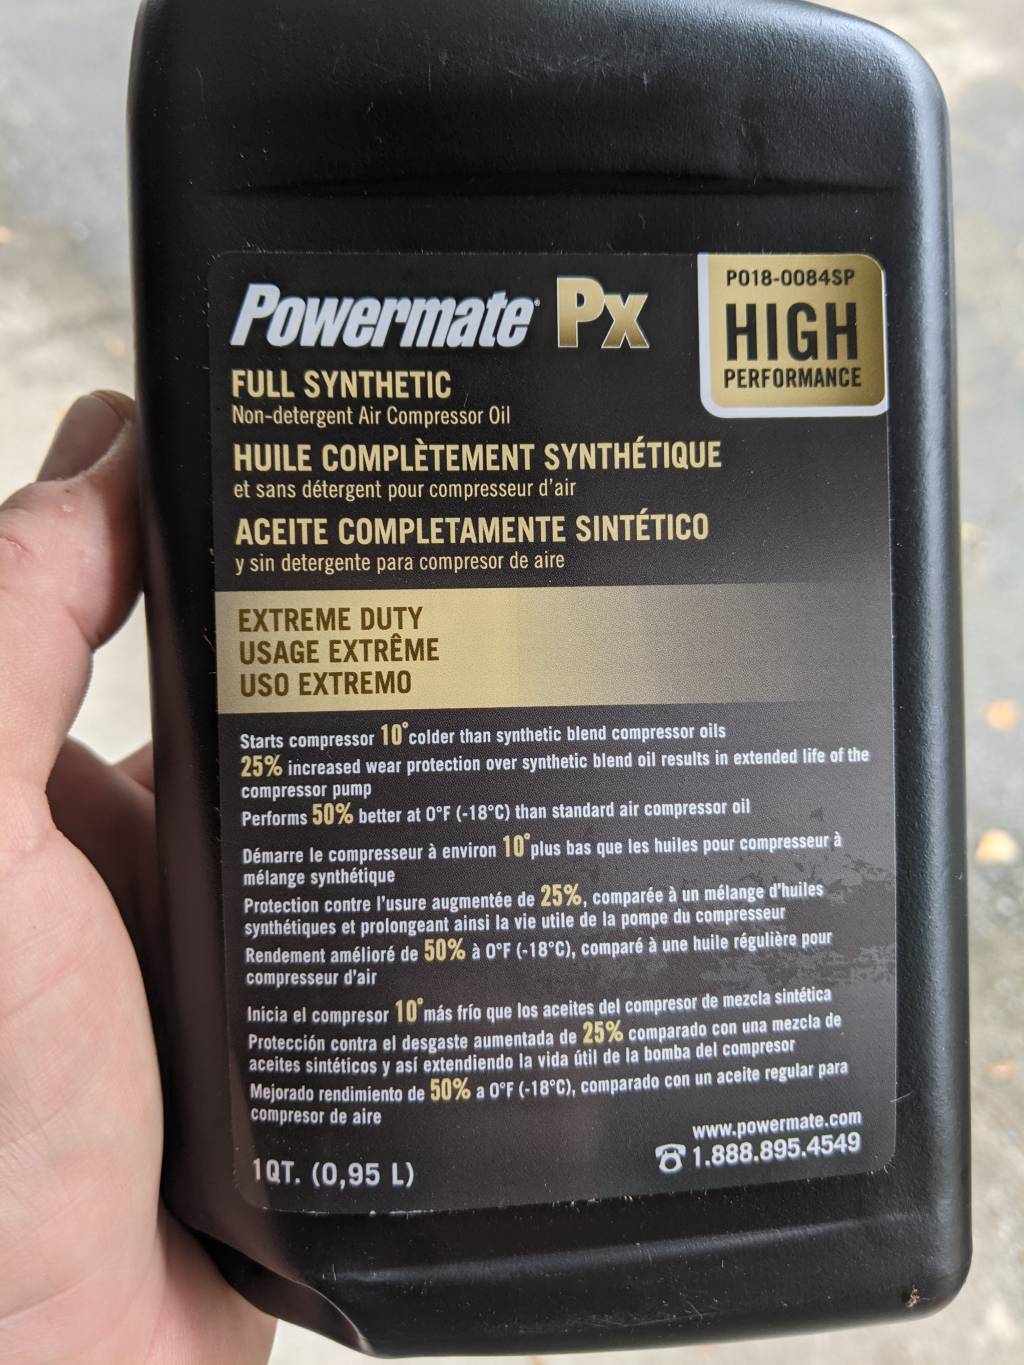 Powermate Px
P018-0084SP
HIGH
PERFORMANCE
FULL SYNTHETIC
Non-detergent Air Compressor Oil
HUILE COMPLÈTEMENT SYNTHÉTIQUE
et sans détergent pour compresseur d'air
ACEITE COMPLETAMENTE SINTÉTICO
y sin detergente para compresor de aire
EXTREME DUTY
USAGE EXTRÊME
USO EXTREMO
Starts compressor 10° colder than synthetic blend compressor oils
25% increased wear protection over synthetic blend oil results in extended life of the
compressor pump
Performs 50% better at 0°F (-18°C) than standard air compressor oil
Démarre le compresseur à environ 10° plus bas que les huiles pour compresseur à
mélange synthétique
Protection contre l'usure augmentée de 25%, comparée à un mélange d'huiles
synthétiques et prolongeant ainsi la vie utile de la pompe du compresseur
Rendement amélioré de 50% à 0°F (-18°C), comparé à une huile régulière pour
compresseur d'air
Inicia el compresor 10° más frío que los aceites del compresor de mezcla sintética
Protección contra el desgaste aumentada de 25% comparado con una mezcla de
aceites sintéticos y así extendiendo la vida útil de la bomba del compresor
Mejorado rendimiento de 50% a 0°F (-18°C), comparado con un aceite regular para
compresor de aire
www.powermate.com
1.888.895.4549
1 QT. (0,95 L)